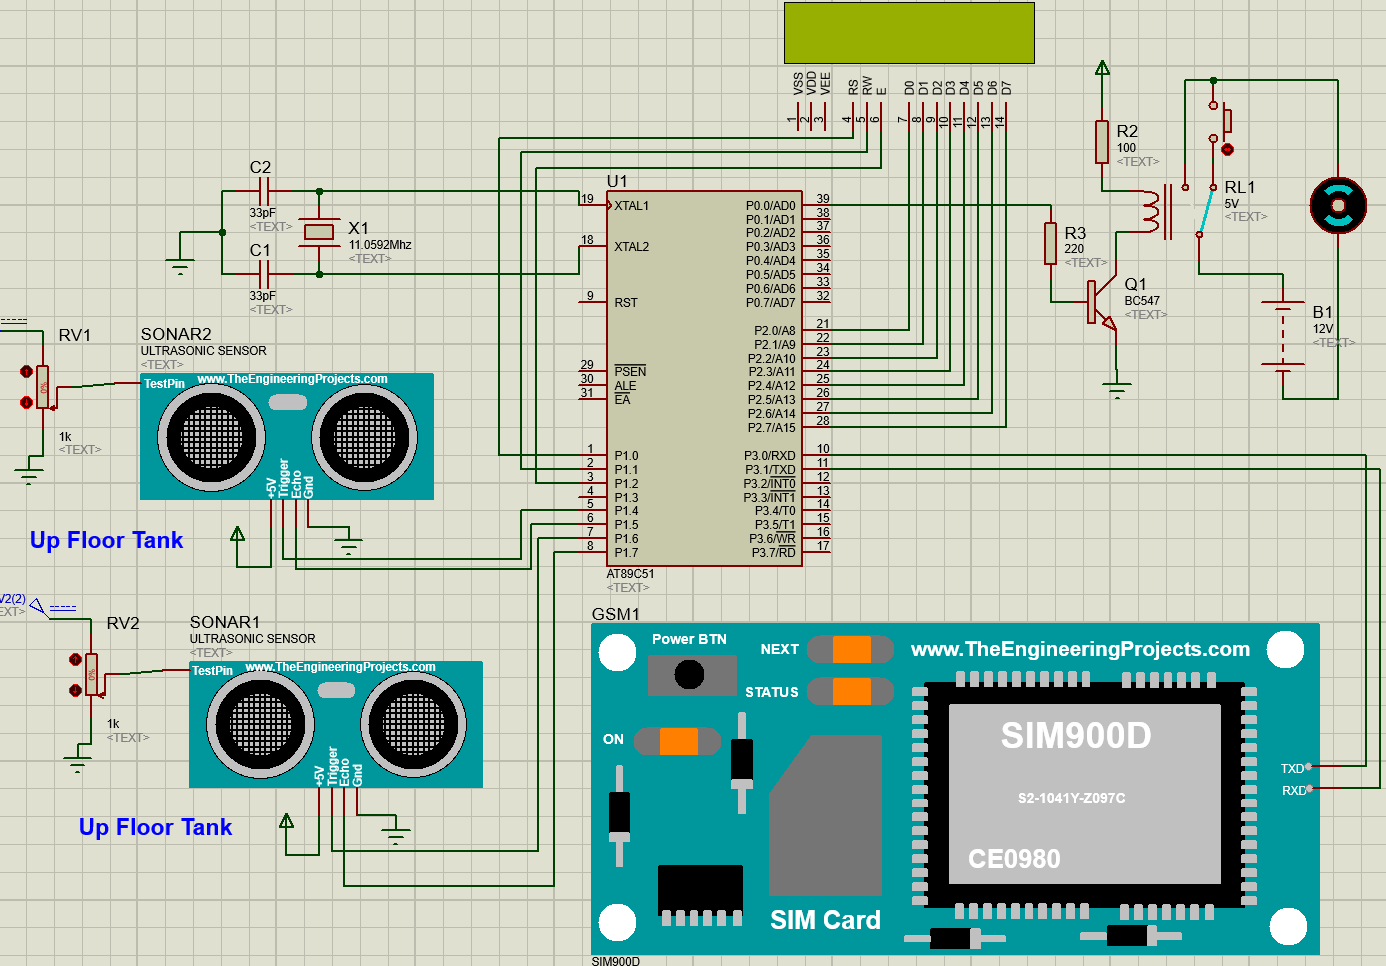 VSS
VDD
VEE
RS
RW
E
D0
D1
D2
D3
D4
D5
D6
D7
1
2
3
4
5
6
7
8
9
10
11
12
13
14
R2
100
<TEXT>
RL1
5V
<TEXT>
R3
220
<TEXT>
Q1
BC547
<TEXT>
B1
12V
<TEXT>
C2
33pF
<TEXT>
X1
11.0592Mhz
<TEXT>
C1
33pF
<TEXT>
U1
19 XTAL1
18 XTAL2
9 RST
29 PSEN
30 ALE
31 EA
1 P1.0
2 P1.1
3 P1.2
4 P1.3
5 P1.4
6 P1.5
7 P1.6
8 P1.7
P0.0/AD0 39
P0.1/AD1 38
P0.2/AD2 37
P0.3/AD3 36
P0.4/AD4 35
P0.5/AD5 34
P0.6/AD6 33
P0.7/AD7 32
P2.0/A8 21
P2.1/A9 22
P2.2/A10 23
P2.3/A11 24
P2.4/A12 25
P2.5/A13 26
P2.6/A14 27
P2.7/A15 28
P3.0/RXD 10
P3.1/TXD 11
P3.2/INT0 12
P3.3/INT1 13
P3.4/T0 14
P3.5/T1 15
P3.6/WR 16
P3.7/RD 17
AT89C51
<TEXT>
RV1
0%
1k
<TEXT>
SONAR2
ULTRASONIC SENSOR
<TEXT>
TestPin
www.TheEngineeringProjects.com
+5V
Trigger
Echo
Gnd
Up Floor Tank
V2(2)
EXT>
RV2
0%
1k
<TEXT>
SONAR1
ULTRASONIC SENSOR
<TEXT>
TestPin
www.TheEngineeringProjects.com
+5V
Trigger
Echo
Gnd
Up Floor Tank
GSM1
Power BTN
NEXT
STATUS
ON
www.TheEngineeringProjects.com
SIM900D
S2-1041Y-Z097C
CE0980
TXD
RXD
SIM Card
SIM900D